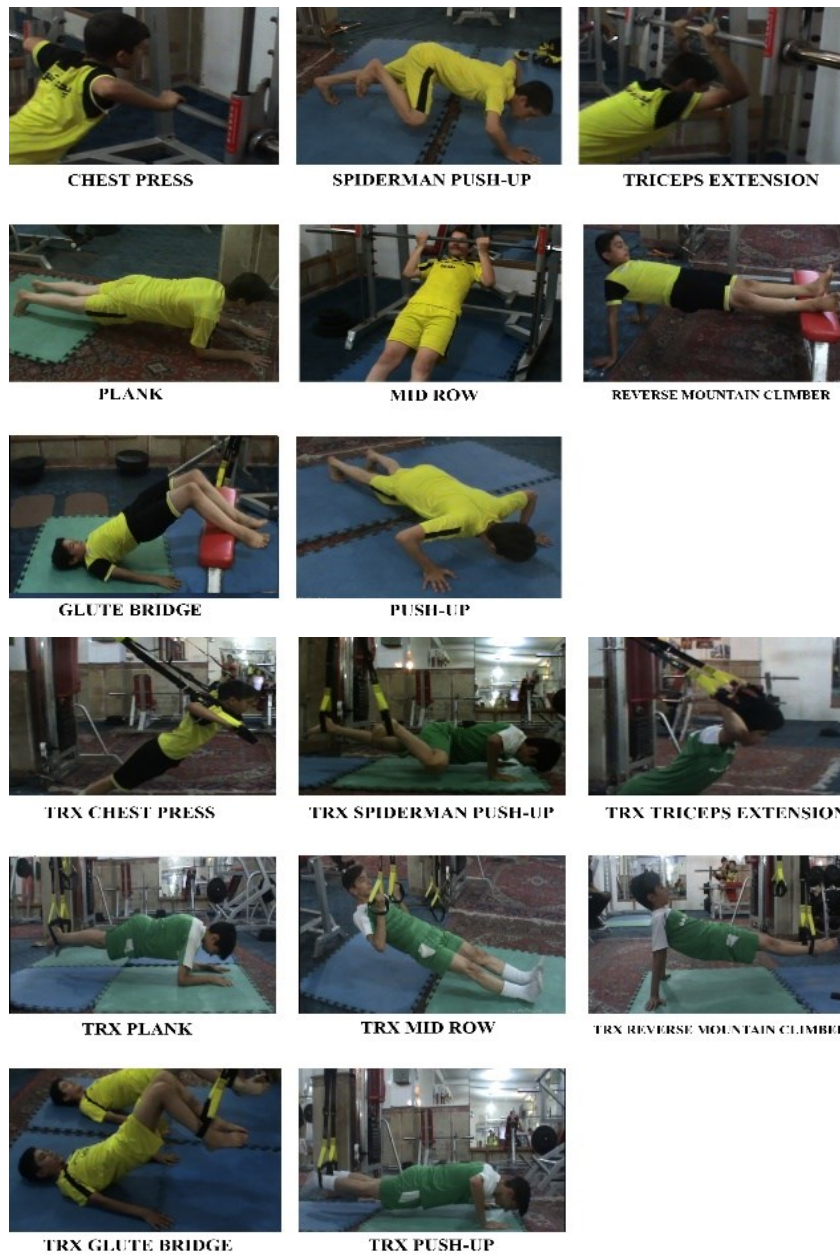 CHEST PRESS
SPIDERMAN PUSH-UP
TRICEPS EXTENSION
PLANK
MID ROW
REVERSE MOUNTAIN CLIMBER
GLUTE BRIDGE
PUSH-UP
TRX CHEST PRESS
TRX SPIDERMAN PUSH-UP
TRX TRICEPS EXTENSION
TRX PLANK
TRX MID ROW
TRX REVERSE MOUNTAIN CLIMBER
TRX GLUTE BRIDGE
TRX PUSH-UP